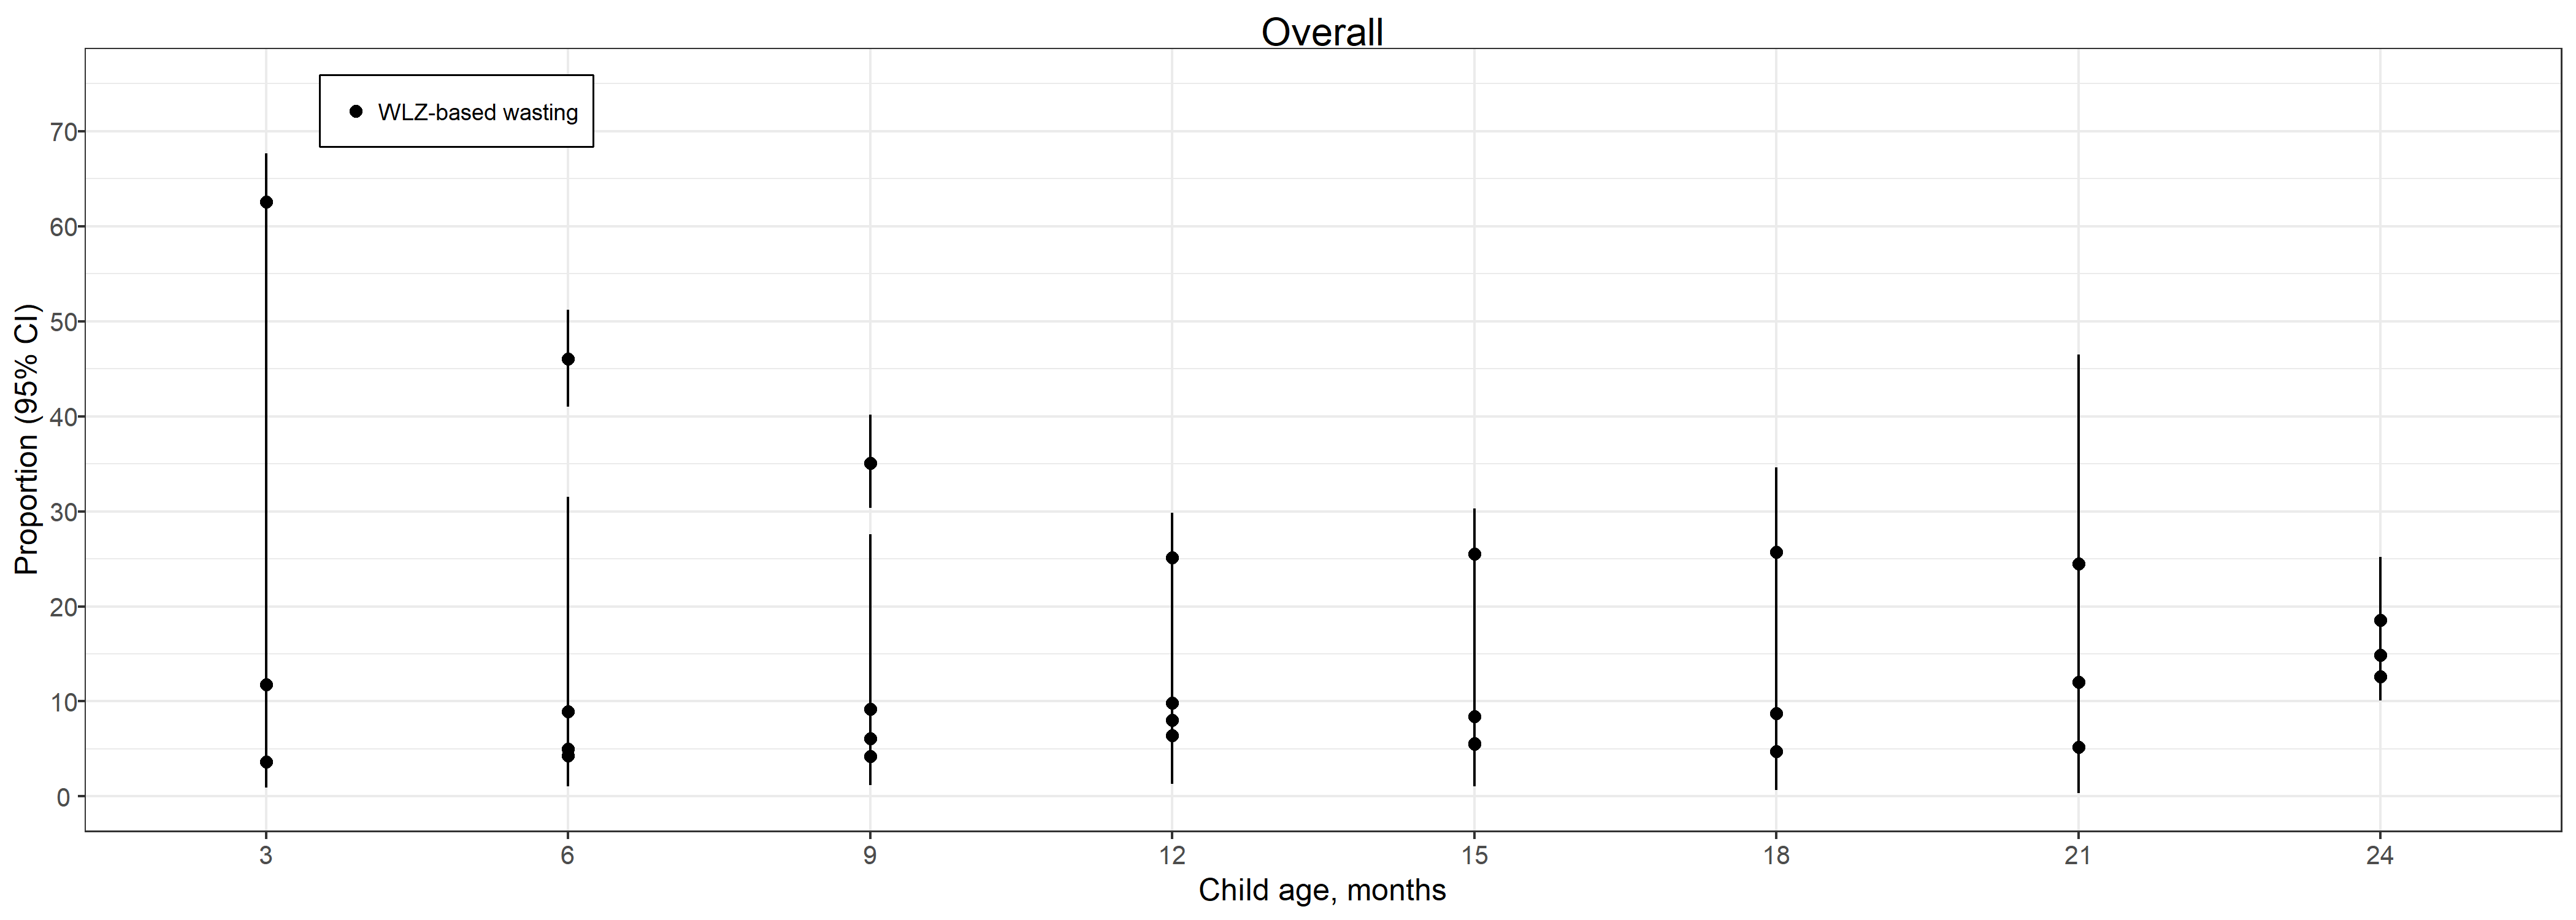 Overall
WLZ-based wasting
Proportion (95% CI)
70
60
50
40
30
20
10
0
3 6 9 12 15 18 21 24
Child age, months